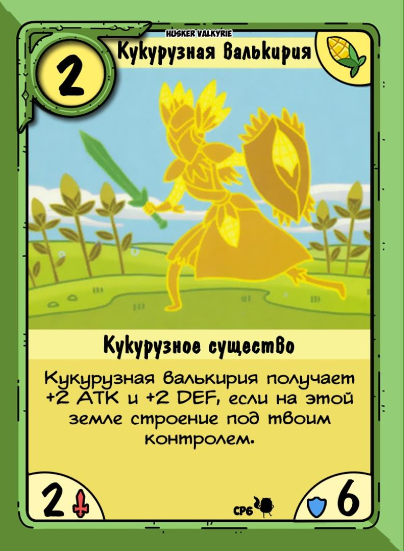 HUSKER VALKYRIE
2
Кукурузная валькирия
Кукурузное существо
Кукурузная валькирия получает
+2 АТК и +2 DEF, если на этой
земле строение под твоим
контролем.
2
СР6
6